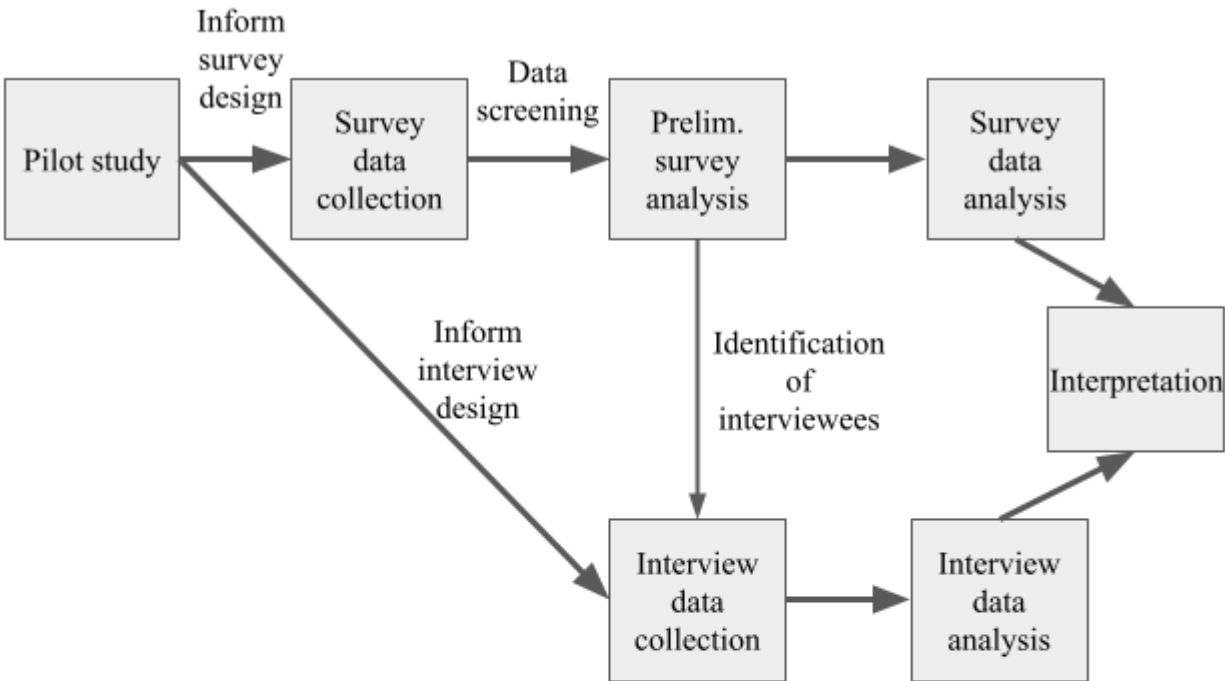 Inform
survey
design
Data
screening
Pilot study
Survey
data
collection
Prelim.
survey
analysis
Survey
data
analysis
Inform
interview
design
Identification
of
interviewees
Interpretation
Interview
data
collection
Interview
data
analysis